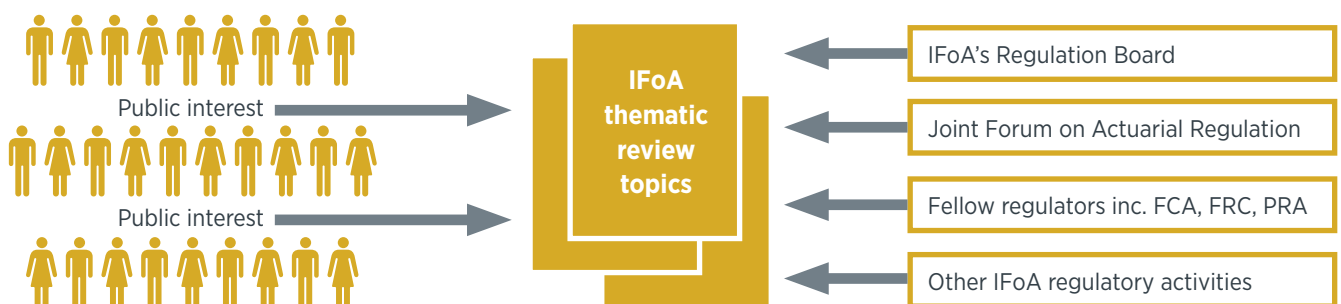 Public interest
Public interest
IFoA
thematic
review
topics
IFoA's Regulation Board
Joint Forum on Actuarial Regulation
Fellow regulators inc. FCA, FRC, PRA
Other IFoA regulatory activities